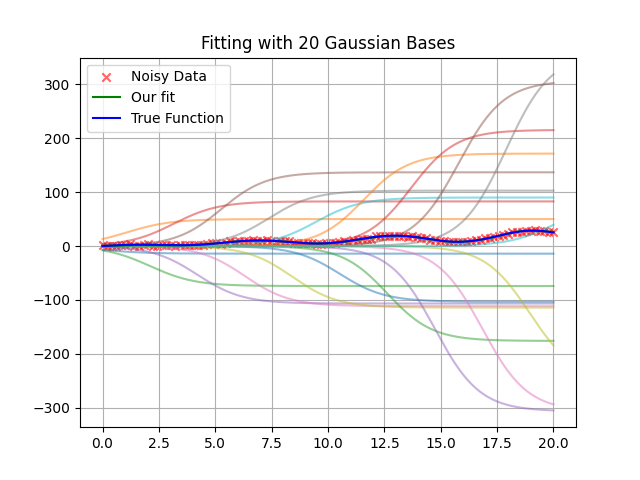 Fitting with 20 Gaussian Bases
Noisy Data
Our fit
True Function
300
200
100
0
−100
−200
−300
0.0 2.5 5.0 7.5 10.0 12.5 15.0 17.5 20.0